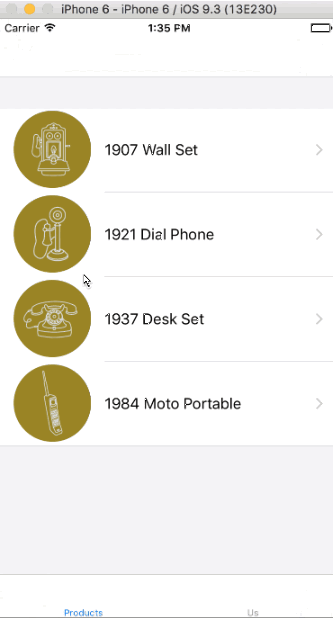 iPhone 6 - iPhone 6 / iOS 9.3 (13E230)
Carrier 1:35 PM
1907 Wall Set
1921 Dial Phone
1937 Desk Set
1984 Moto Portable
Products Us